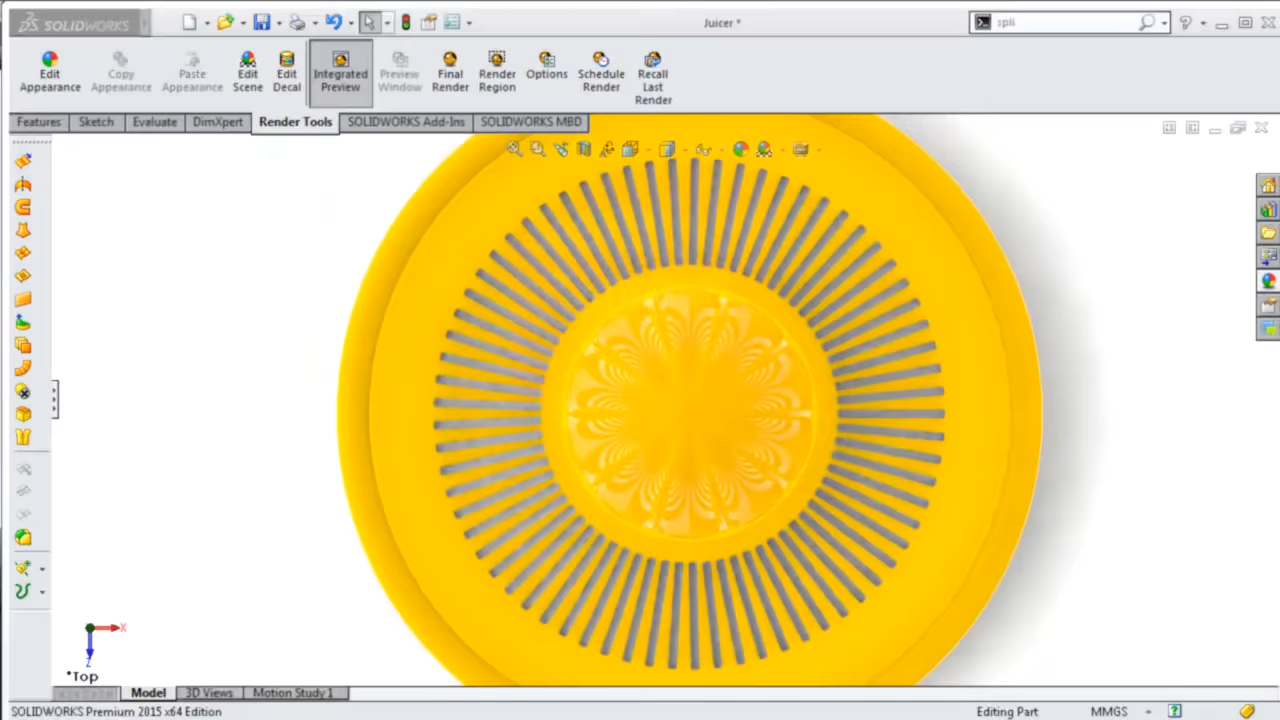 SOLIDWORKS
Juicer *
spli
Edit Appearance
Copy Appearance
Paste Appearance
Edit Scene
Edit Decal
Integrated Preview
Preview Window
Final Render
Render Region
Options
Schedule Render
Recall Last Render
Features Sketch Evaluate DimXpert Render Tools SOLIDWORKS Add-Ins SOLIDWORKS MBD
X
Z
*Top
Model 3D Views Motion Study 1
SOLIDWORKS Premium 2015 x64 Edition Editing Part MMGS